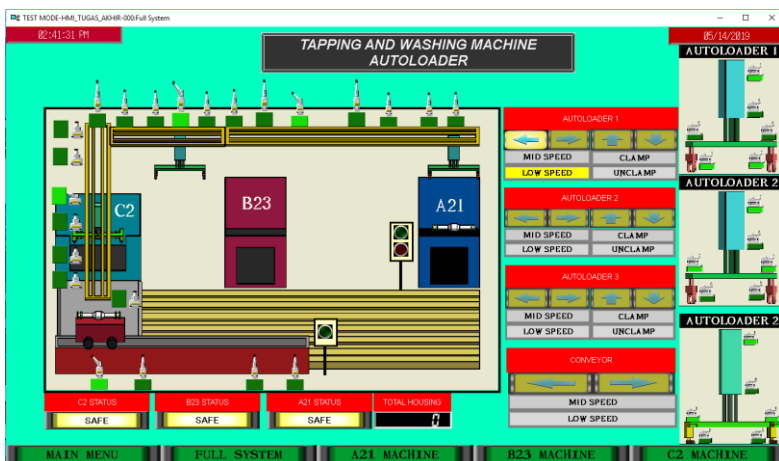 TEST MODE-HMI_TUGAS_AKHIR-000:Full System
02:41:31 PM
TAPPING AND WASHING MACHINE
AUTOLOADER
05/14/2019
AUTOLOADER 1
C2
B23
A21
AUTOLOADER 1
MID SPEED
CLAMP
LOW SPEED
UNCLAMP
AUTOLOADER 2
MID SPEED
CLAMP
LOW SPEED
UNCLAMP
AUTOLOADER 3
MID SPEED
CLAMP
LOW SPEED
UNCLAMP
CONVEYOR
MID SPEED
LOW SPEED
AUTOLOADER 2
AUTOLOADER 2
C2 STATUS
B23 STATUS
A21 STATUS
TOTAL HOUSING
SAFE
SAFE
SAFE
0
MAIN MENU
FULL SYSTEM
A21 MACHINE
B23 MACHINE
C2 MACHINE